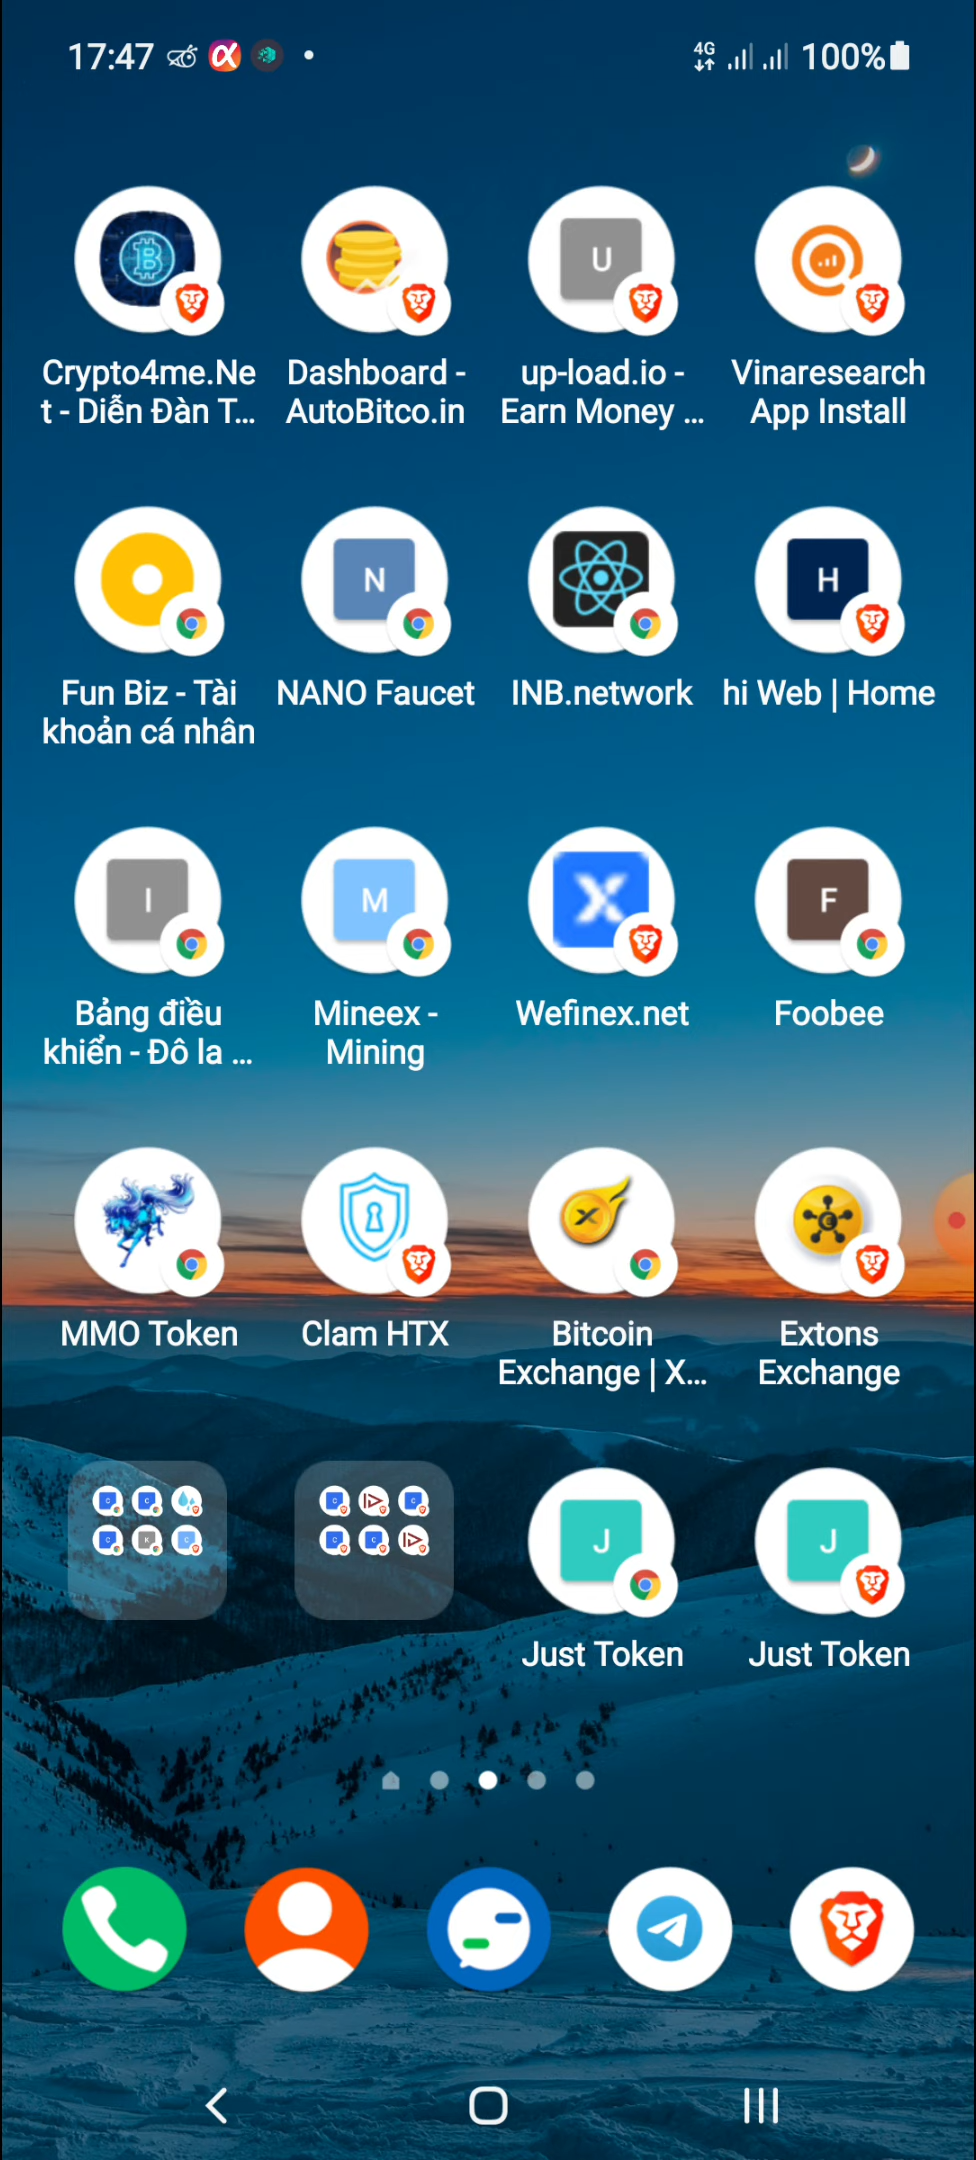 17:47
4G
100%
Crypto4me.Ne
t - Diễn Đàn T...
Dashboard -
AutoBitco.in
U
up-load.io -
Earn Money ...
Vinaresearch
App Install
Fun Biz - Tài
khoản cá nhân
N
NANO Faucet
INB.network
H
hi Web | Home
I
Bảng điều
khiển - Đô la ...
M
Mineex -
Mining
Wefinex.net
F
Foobee
MMO Token
Clam HTX
Bitcoin
Exchange | X...
Extons
Exchange
C C
C K C
C C
C C
J
Just Token
J
Just Token